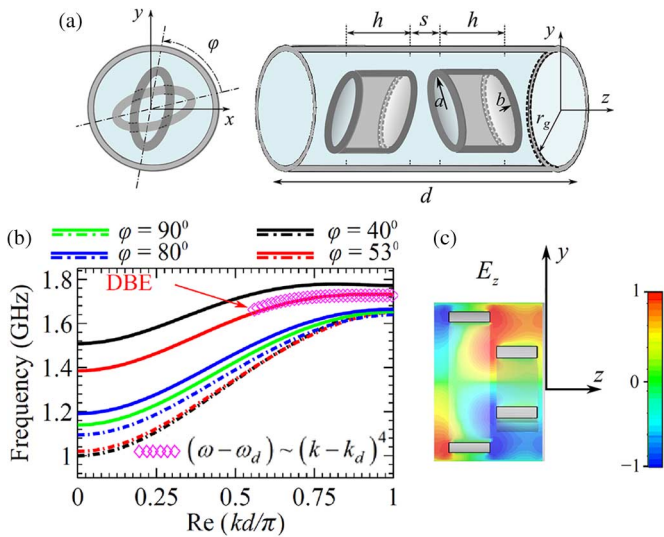 (a)
y
φ
x
h s h
y
a b
r_g
z
d
(b)
φ = 90⁰ φ = 40⁰
φ = 80⁰ φ = 53⁰
(c)
DBE
Frequency (GHz)
1.8
1.6
1.4
1.2
1
(ω − ω_d) ~ (k − k_d)⁴
0 0.25 0.5 0.75 1
Re (kd/π)
E_z
y
z
1
0
−1